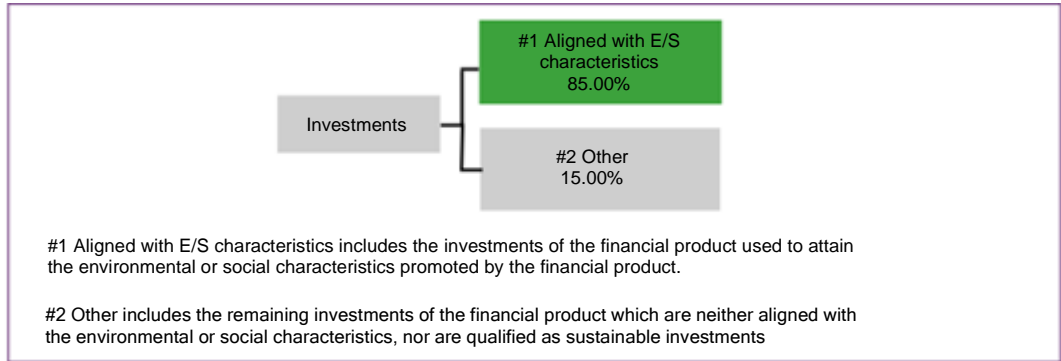 #1 Aligned with E/S
characteristics
85.00%
Investments
#2 Other
15.00%
#1 Aligned with E/S characteristics includes the investments of the financial product used to attain
the environmental or social characteristics promoted by the financial product.
#2 Other includes the remaining investments of the financial product which are neither aligned with
the environmental or social characteristics, nor are qualified as sustainable investments